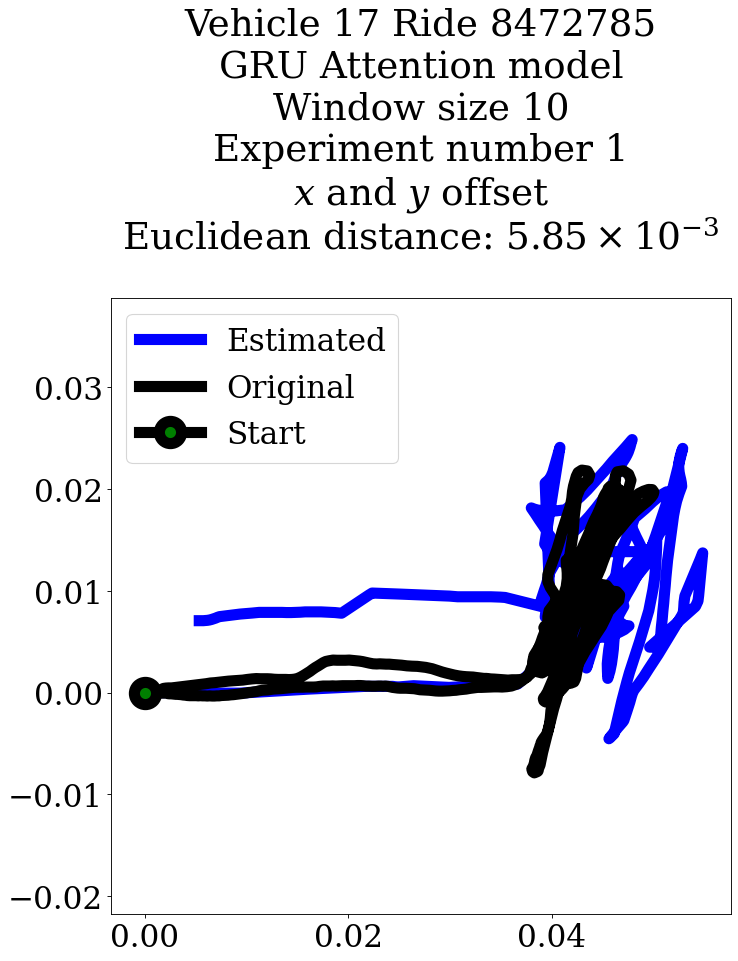 Vehicle 17 Ride 8472785
GRU Attention model
Window size 10
Experiment number 1
x and y offset
Euclidean distance: 5.85 × 10⁻³
Estimated
Original
Start
0.03
0.02
0.01
0.00
−0.01
−0.02
0.00 0.02 0.04